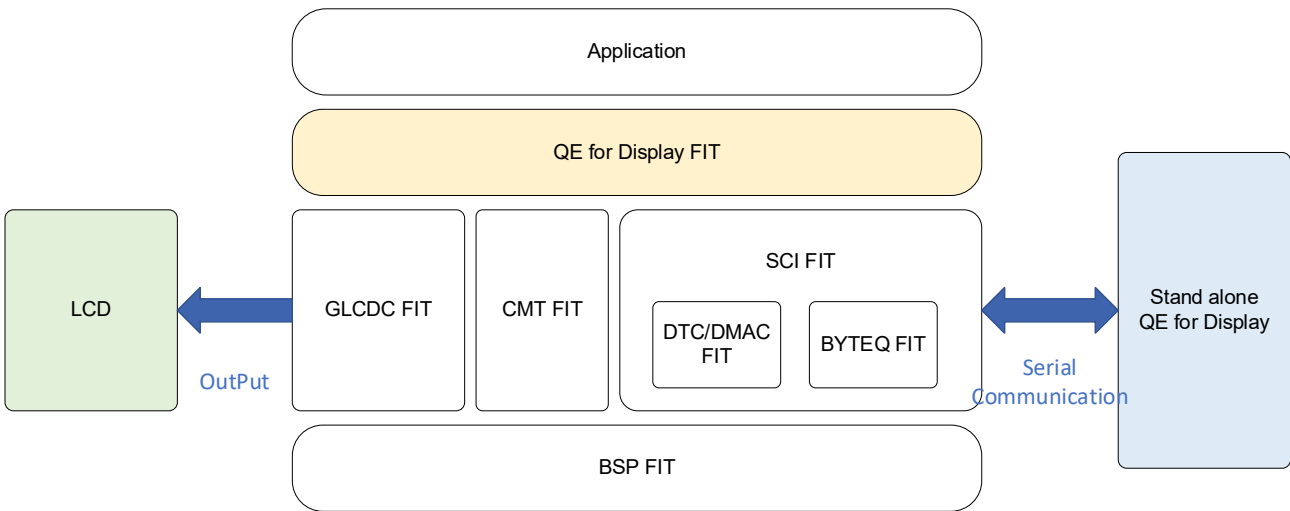 Application
QE for Display FIT
LCD
OutPut
GLCDC FIT
CMT FIT
SCI FIT
DTC/DMAC
FIT
BYTEQ FIT
Serial
Communication
Stand alone
QE for Display
BSP FIT